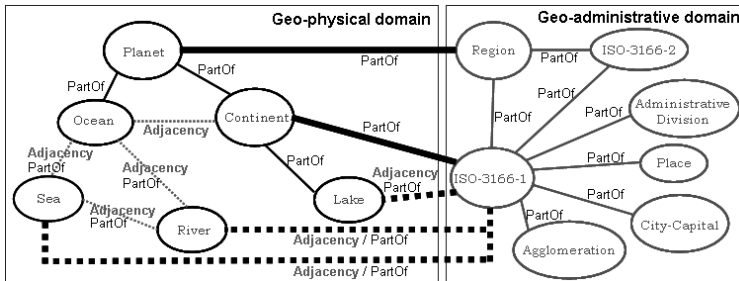 Geo-physical domain
Geo-administrative domain
Planet
PartOf
Region
PartOf
ISO-3166-2
PartOf
PartOf
Ocean
Adjacency
Continent
PartOf
PartOf
PartOf
Administrative
Division
PartOf
Adjacency
PartOf
Adjacency
PartOf
PartOf
Adjacency
PartOf
ISO-3166-1
PartOf
Place
Sea
Adjacency
PartOf
Lake
PartOf
City-Capital
River
Adjacency / PartOf
PartOf
Agglomeration
Adjacency / PartOf